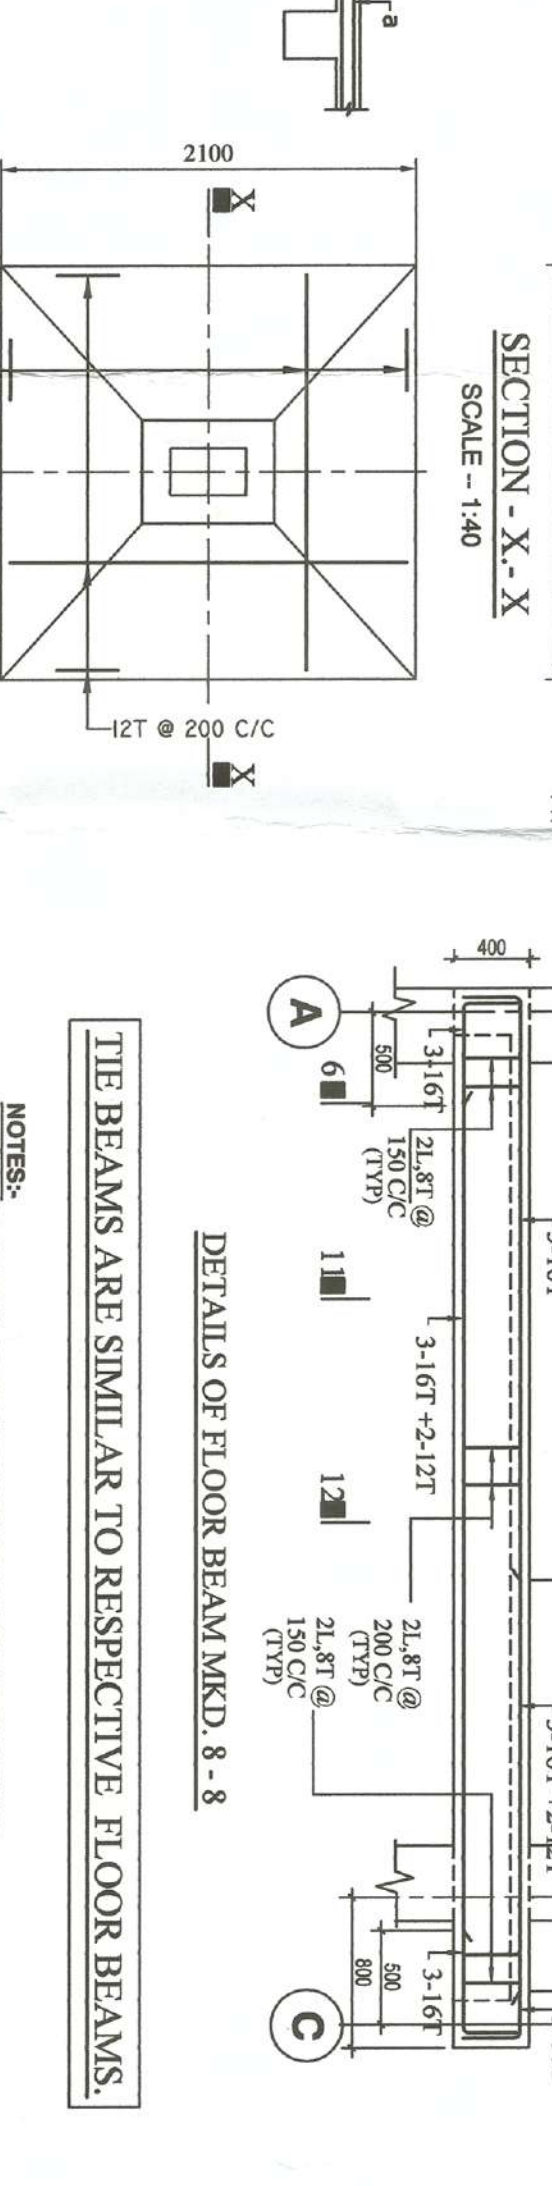 a
2100
X
SECTION - X.- X
SCALE -- 1:40
12T @ 200 C/C
X
400
A
500
3-16T
6
2L,8T @
150 C/C
(TYP)
11
3-16T +2-12T
12
2L,8T @
200 C/C
(TYP)
2L,8T @
150 C/C
(TYP)
3-16T
500
800
C
DETAILS OF FLOOR BEAM MKD. 8 - 8
TIE BEAMS ARE SIMILAR TO RESPECTIVE FLOOR BEAMS.
NOTES:-